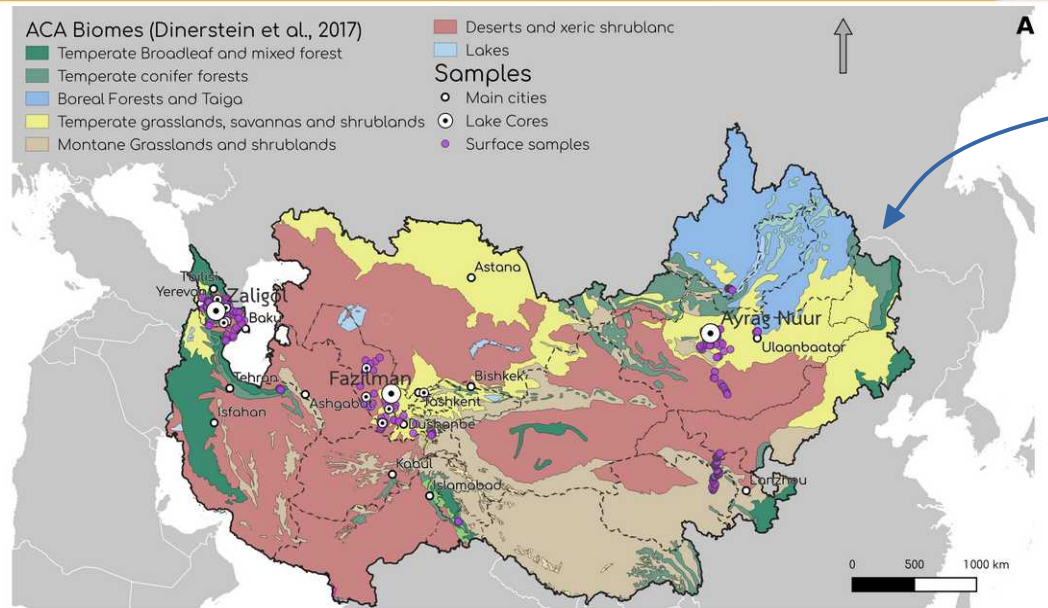 A
ACA Biomes (Dinerstein et al., 2017)
Temperate Broadleaf and mixed forest
Temperate conifer forests
Boreal Forests and Taiga
Temperate grasslands, savannas and shrublands
Montane Grasslands and shrublands
Deserts and xeric shrublanc
Lakes
Samples
Main cities
Lake Cores
Surface samples
Astana
Tbilisi
Yerevan
Zaligol
Baku
Ayrag Nuur
Ulaanbaatar
Tehran
Fazilman
Bishkek
Ashgabat
Tashkent
Isfahan
Dushanbe
Kabul
Islamabad
Lanzhou
0 500 1000 km